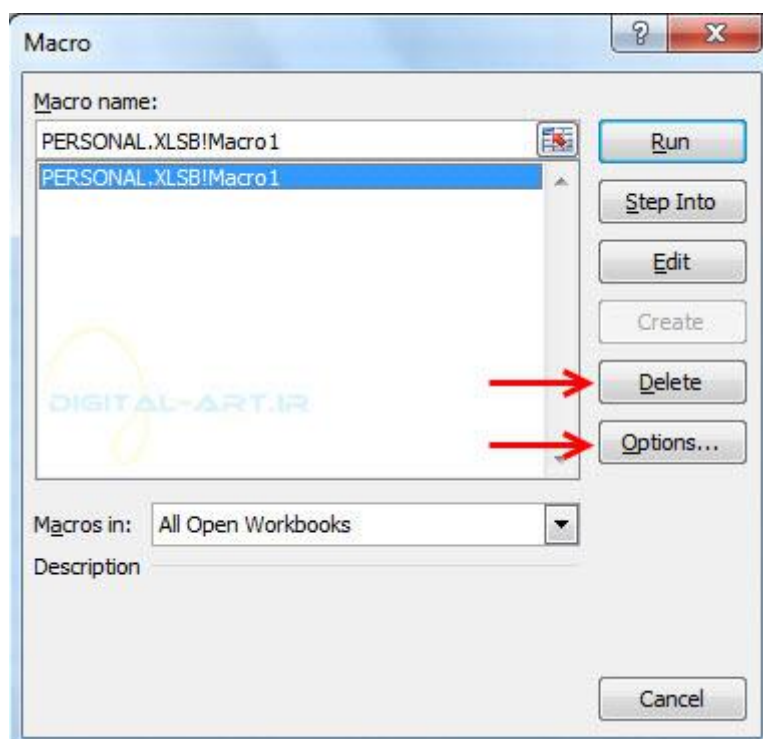 Macro
Macro name:
PERSONAL.XLSB!Macro1
PERSONAL.XLSB!Macro1
Run
Step Into
Edit
Create
Delete
Options...
DIGITAL-ART.IR
Macros in: All Open Workbooks
Description
Cancel